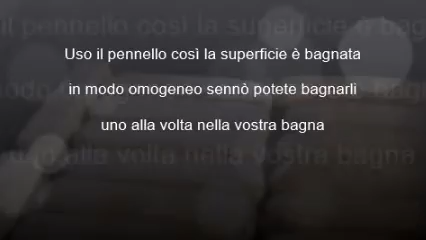 Uso il pennello così la superficie è bagnata
in modo omogeneo sennò potete bagnarli
uno alla volta nella vostra bagna